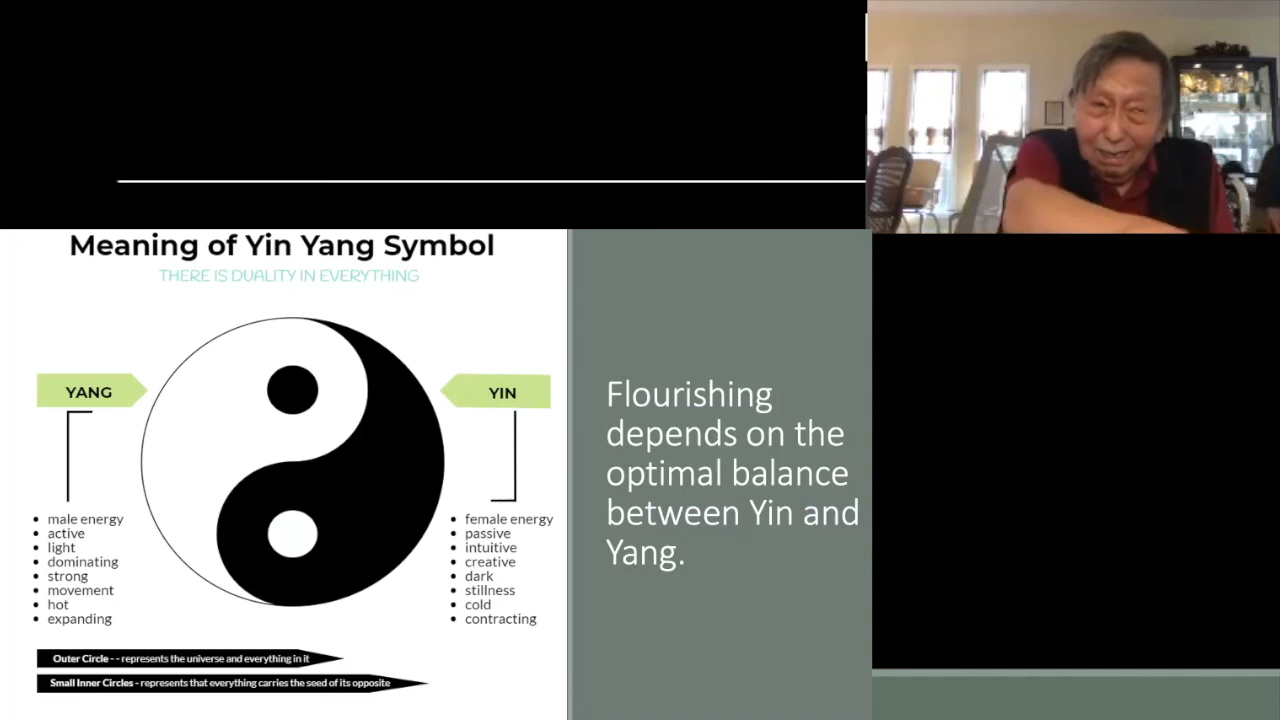 Meaning of Yin Yang Symbol
THERE IS DUALITY IN EVERYTHING
YANG
male energy
active
light
dominating
strong
movement
hot
expanding
YIN
female energy
passive
intuitive
creative
dark
stillness
cold
contracting
Outer Circle - - represents the universe and everything in it
Small Inner Circles - represents that everything carries the seed of its opposite
Flourishing
depends on the
optimal balance
between Yin and
Yang.